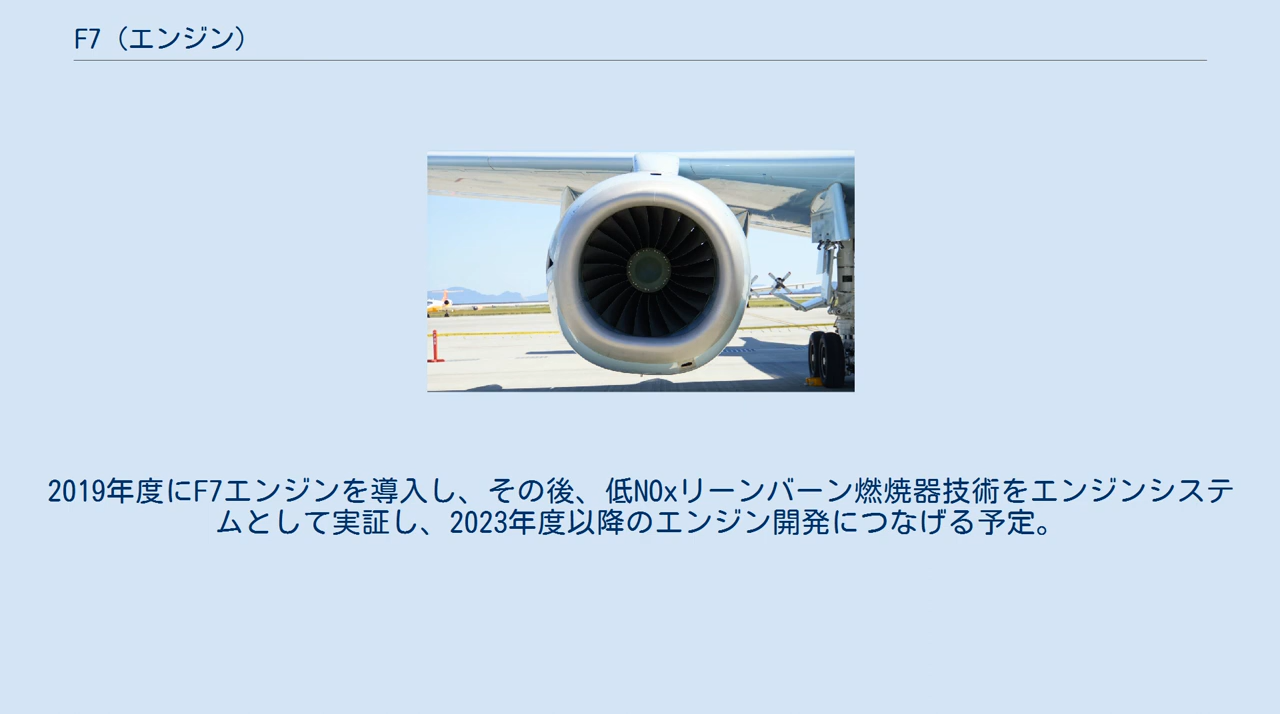 F7（エンジン）
2019年度にF7エンジンを導入し、その後、低NOxリーンバーン燃焼器技術をエンジンシステ
ムとして実証し、2023年度以降のエンジン開発につなげる予定。